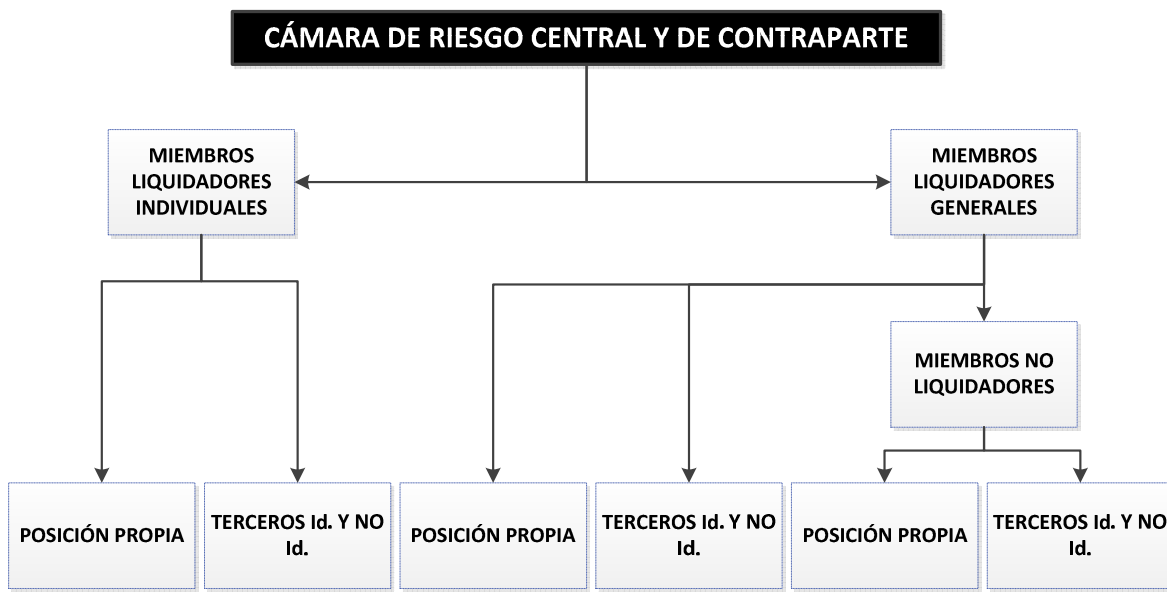 CÁMARA DE RIESGO CENTRAL Y DE CONTRAPARTE
MIEMBROS
LIQUIDADORES
INDIVIDUALES
MIEMBROS
LIQUIDADORES
GENERALES
MIEMBROS NO
LIQUIDADORES
POSICIÓN PROPIA
TERCEROS Id. Y NO
Id.
POSICIÓN PROPIA
TERCEROS Id. Y NO
Id.
POSICIÓN PROPIA
TERCEROS Id. Y NO
Id.